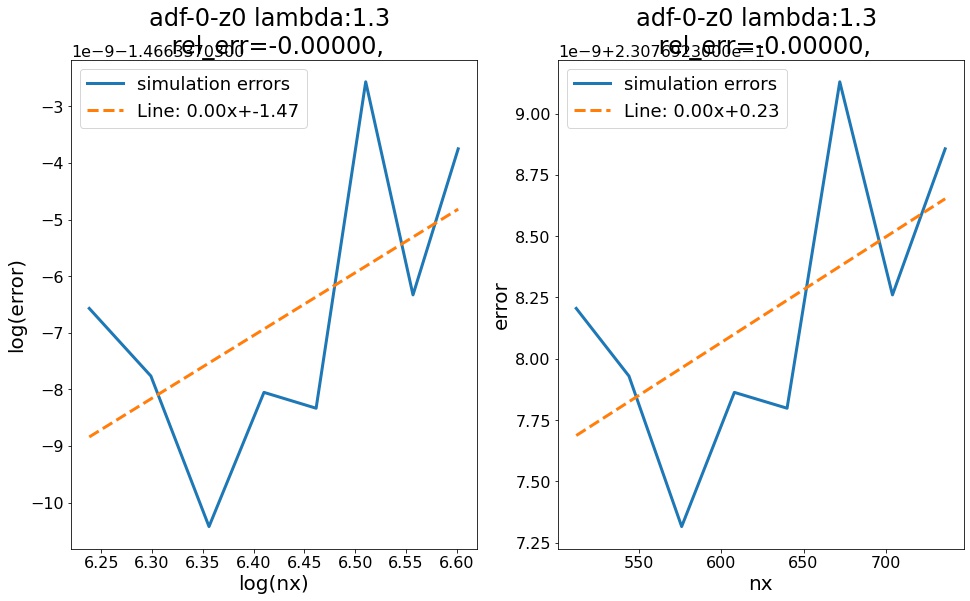 adf-0-z0 lambda:1.3
rel_err=-0.00000,
1e−9−1.4663370300
simulation errors
Line: 0.00x+-1.47
−3
−4
−5
−6
−7
−8
−9
−10
log(error)
6.25 6.30 6.35 6.40 6.45 6.50 6.55 6.60
log(nx)
adf-0-z0 lambda:1.3
rel_err=-0.00000,
1e−9+2.3076923000e−1
simulation errors
Line: 0.00x+0.23
9.00
8.75
8.50
8.25
8.00
7.75
7.50
7.25
error
550 600 650 700
nx